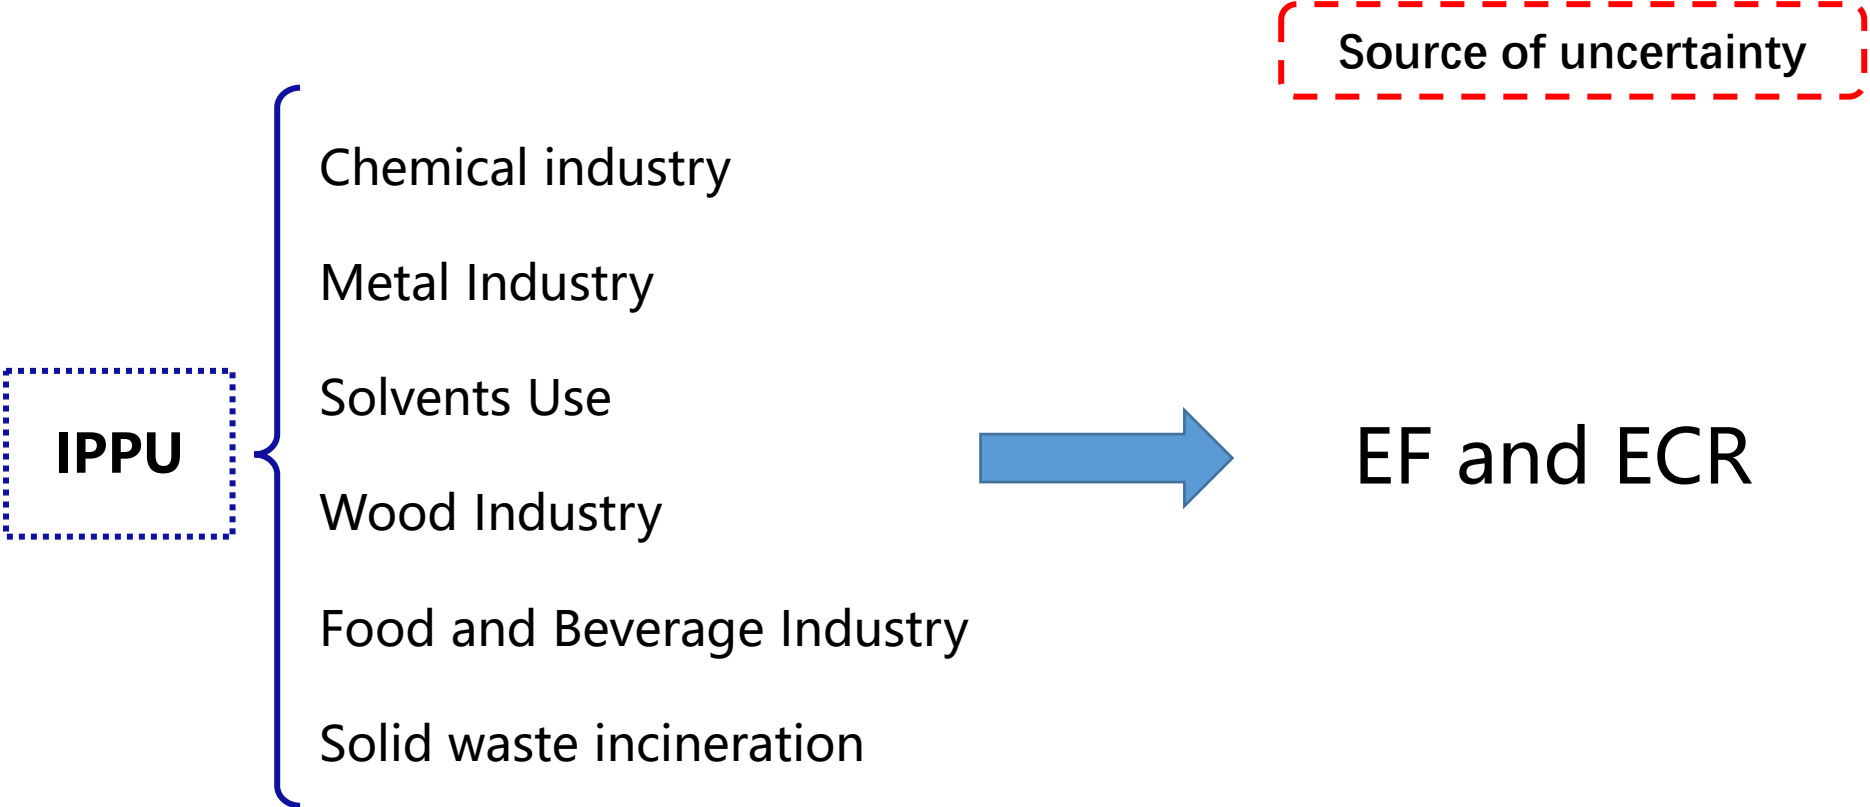 Source of uncertainty
Chemical industry
Metal Industry
Solvents Use
IPPU
EF and ECR
Wood Industry
Food and Beverage Industry
Solid waste incineration